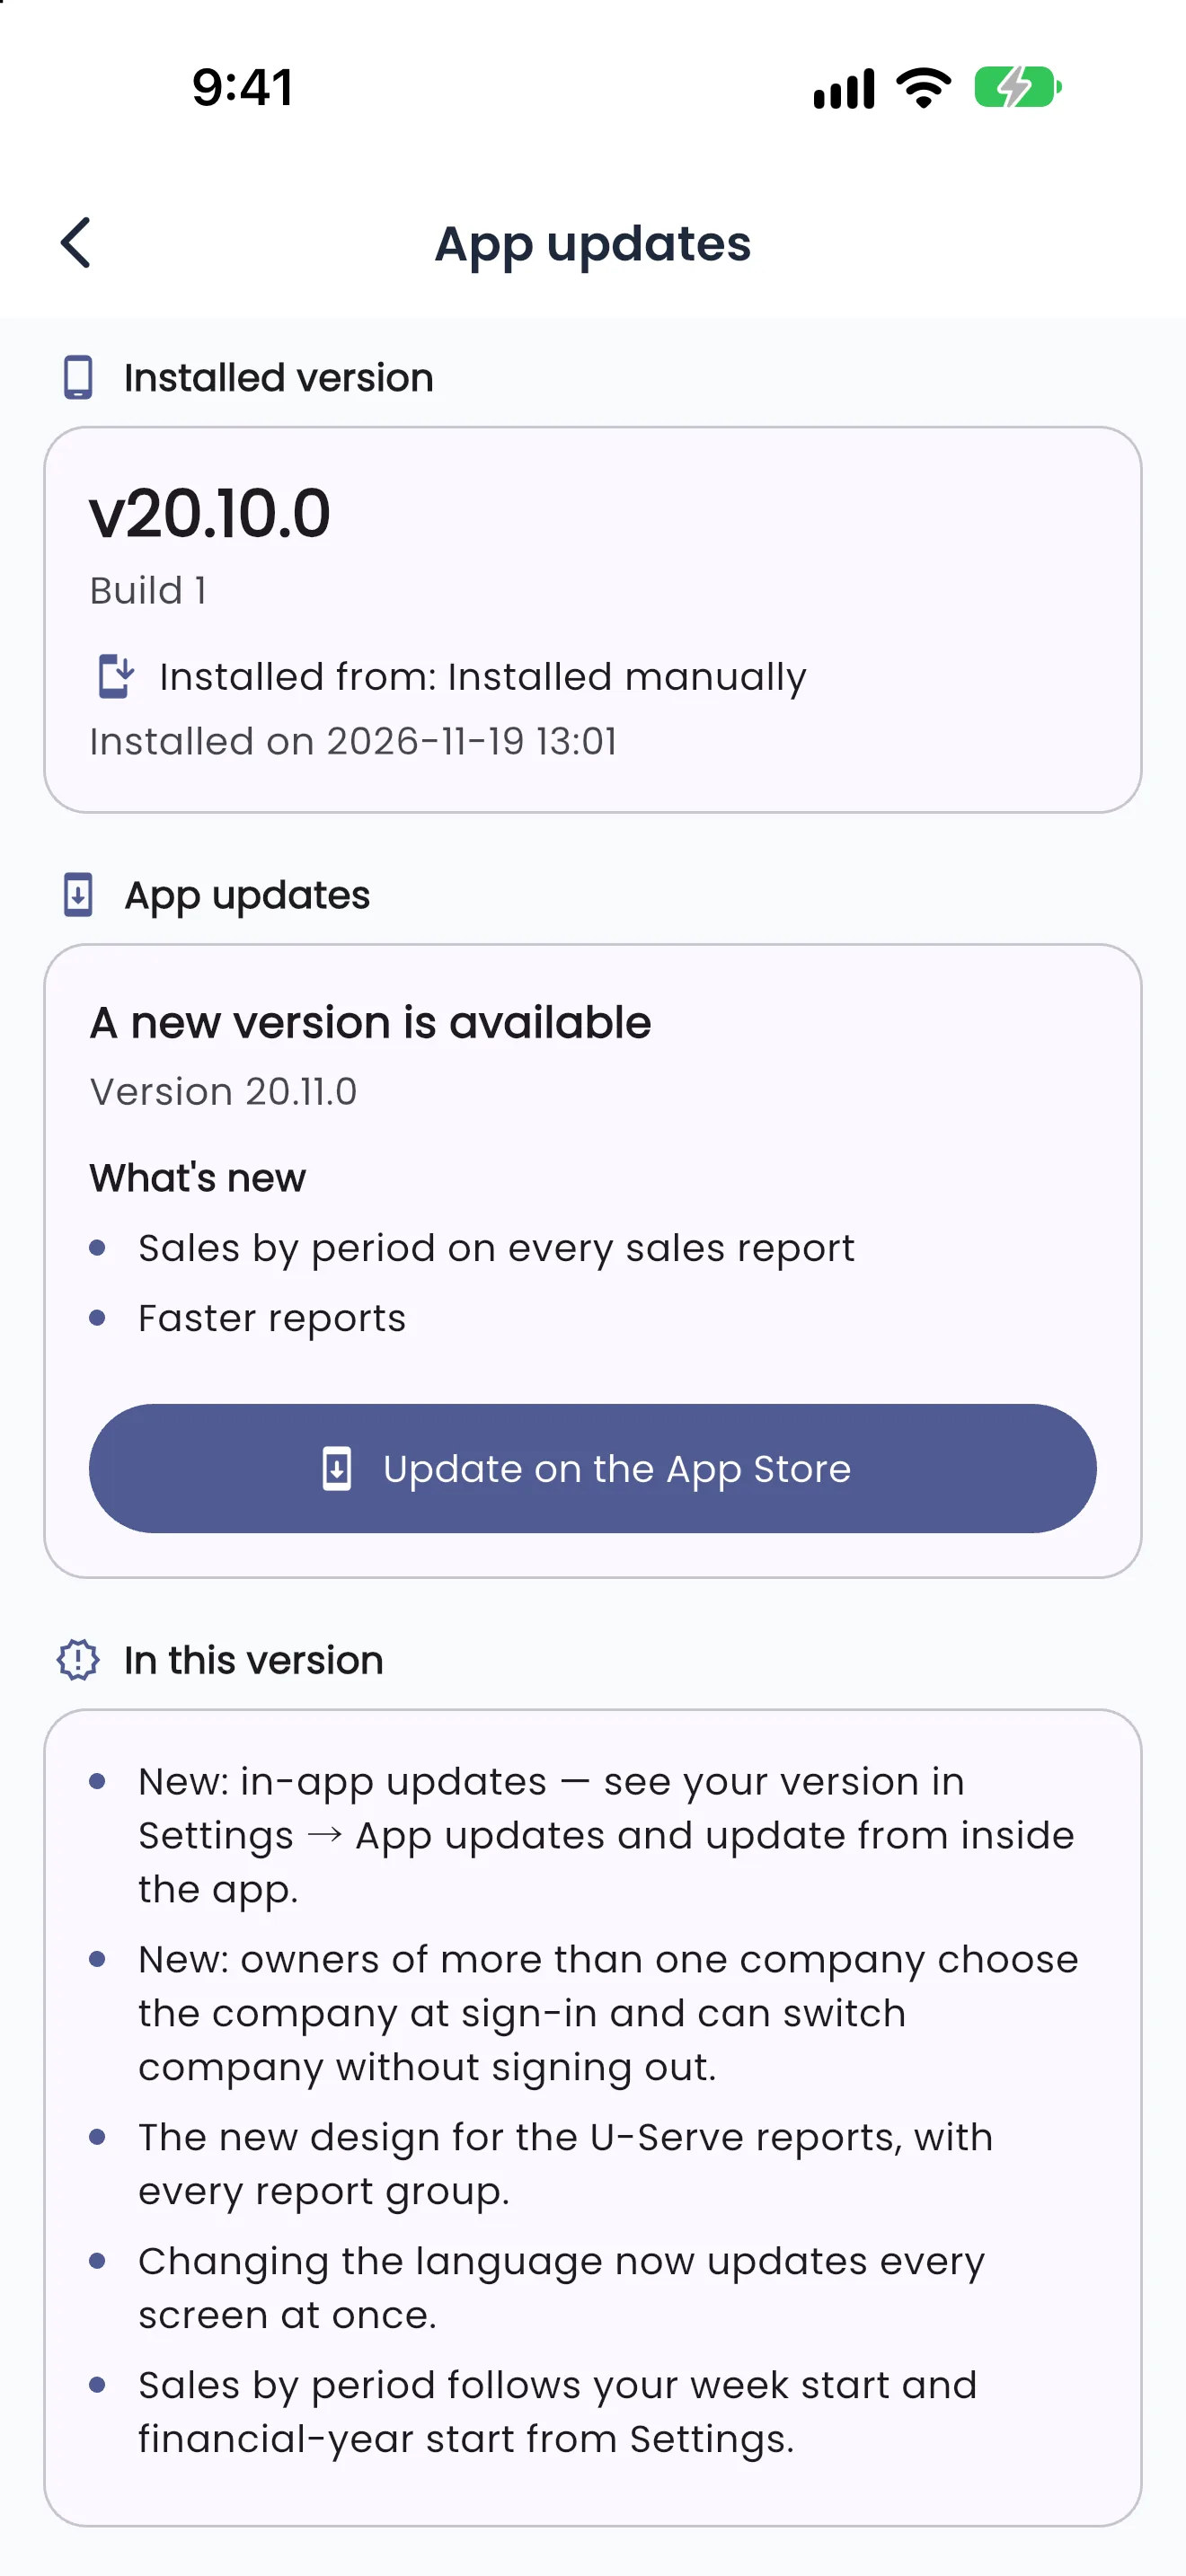 9:41
App updates
Installed version
v20.10.0
Build 1
Installed from: Installed manually
Installed on 2026-11-19 13:01
App updates
A new version is available
Version 20.11.0
What's new
• Sales by period on every sales report
• Faster reports
Update on the App Store
In this version
• New: in-app updates — see your version in
Settings → App updates and update from inside
the app.
• New: owners of more than one company choose
the company at sign-in and can switch
company without signing out.
• The new design for the U-Serve reports, with
every report group.
• Changing the language now updates every
screen at once.
• Sales by period follows your week start and
financial-year start from Settings.